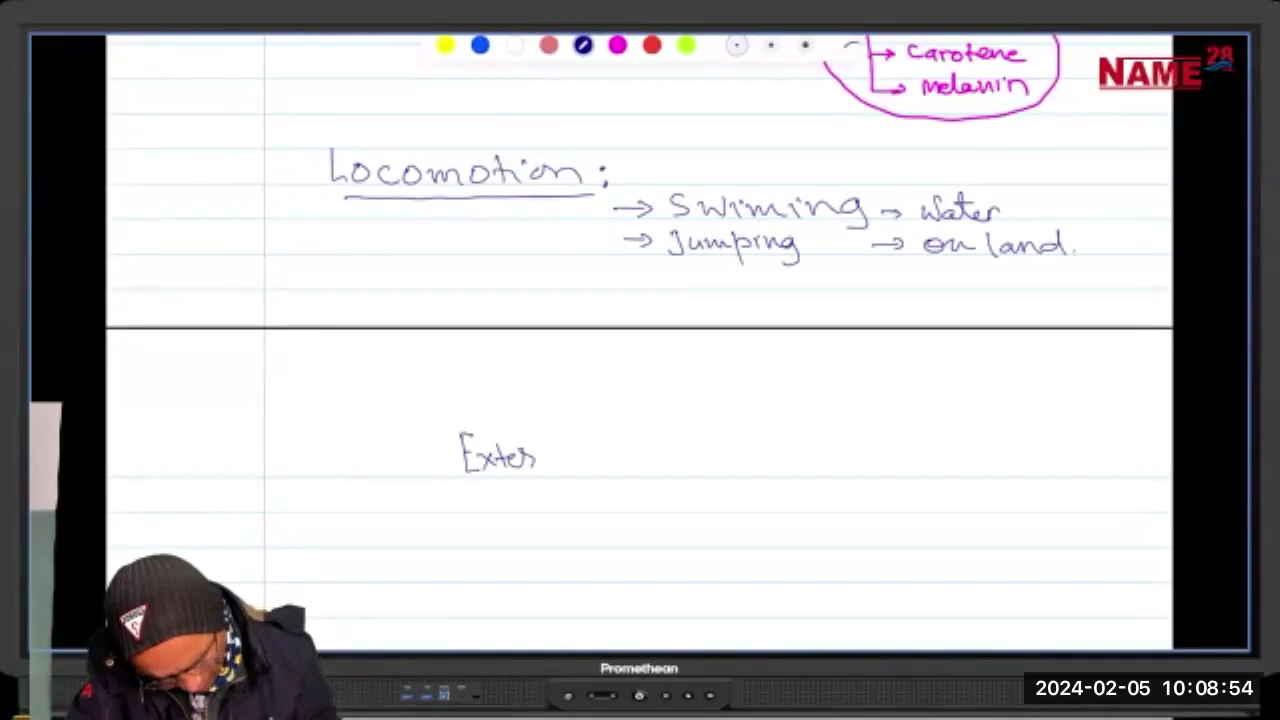 carotene
NAME 28
melanin
Locomotion:
→ Swiming → water
→ Jumping → on land.
Exter
Promethean
2024-02-05 10:08:54